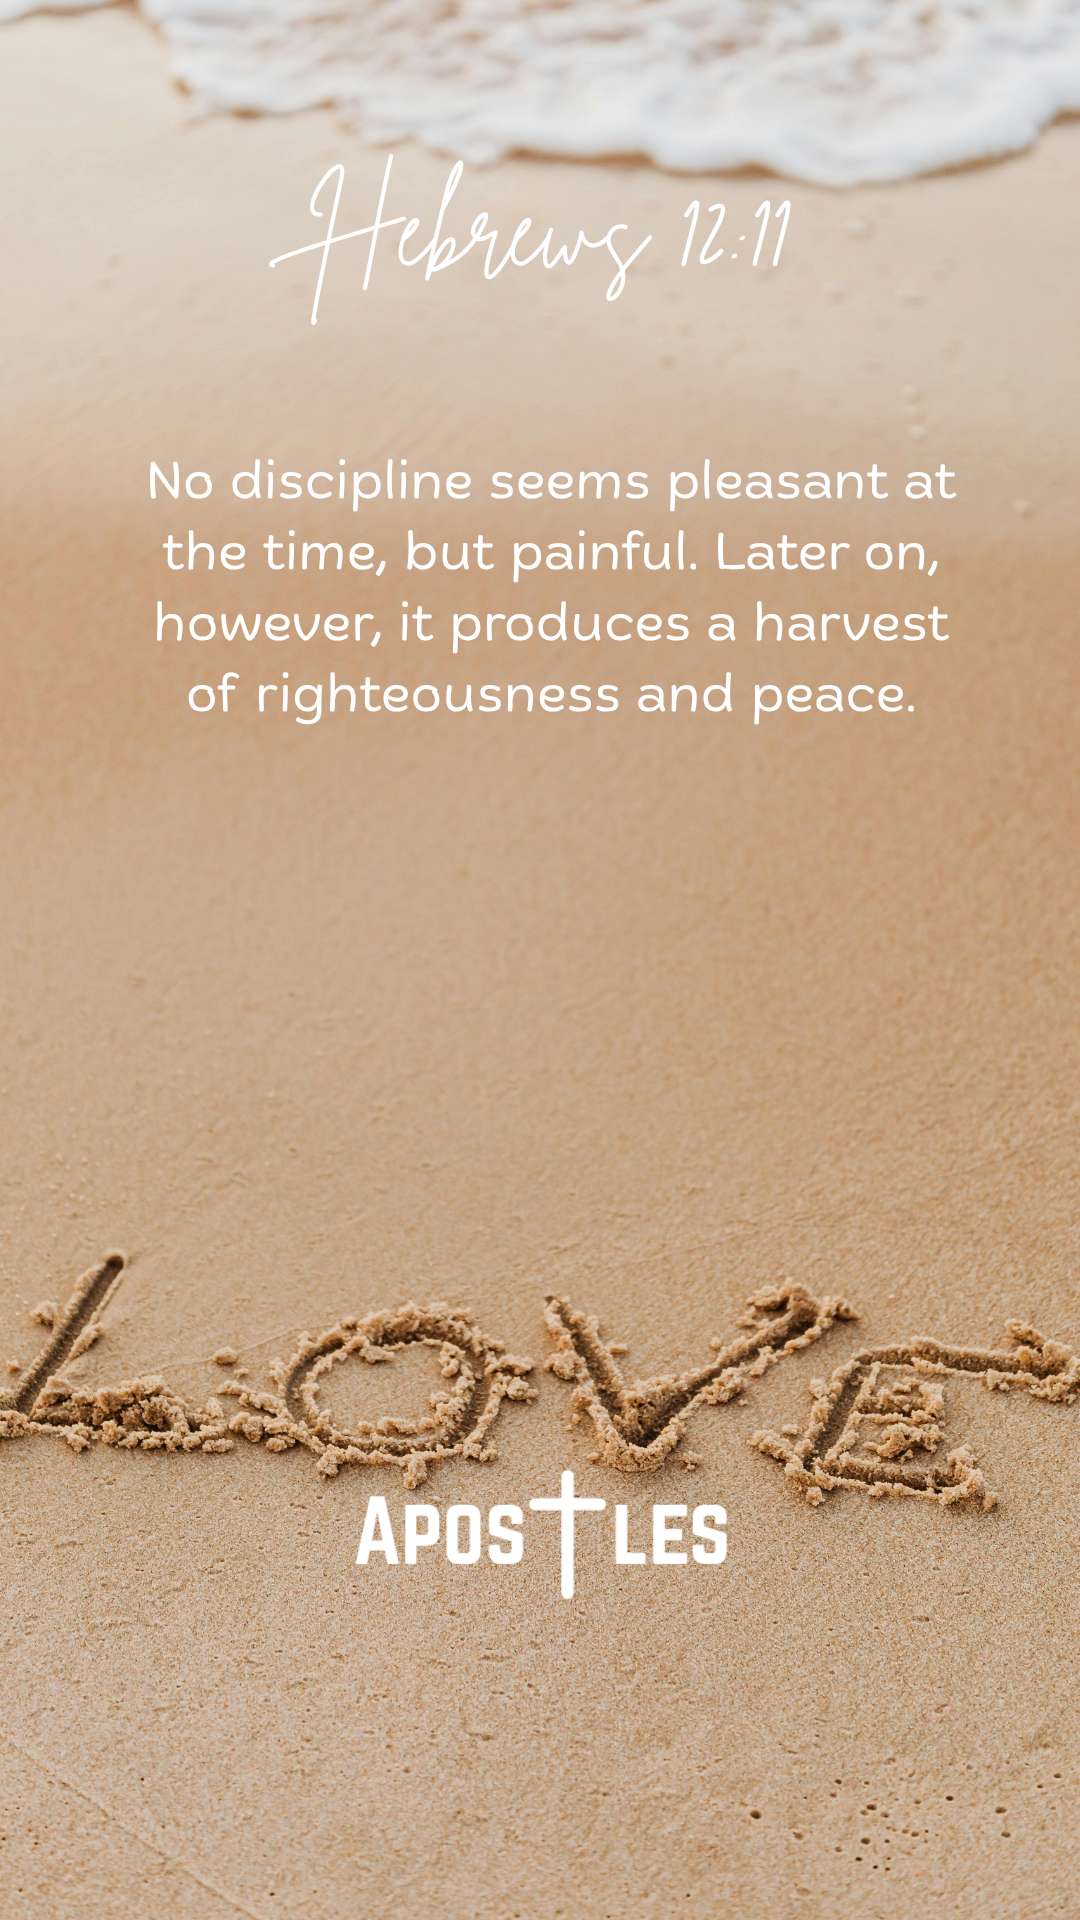 Hebrews 12:11
No discipline seems pleasant at
the time, but painful. Later on,
however, it produces a harvest
of righteousness and peace.
LOVE
APOSTLES